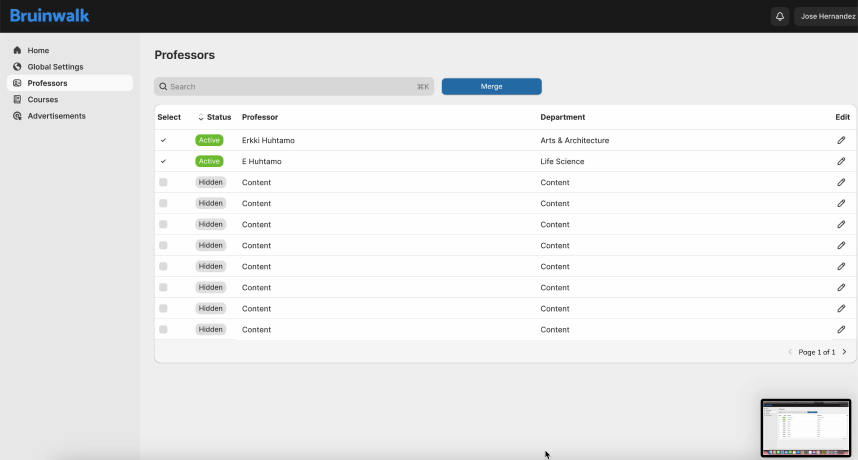 Bruinwalk
Jose Hernandez
Home
Global Settings
Professors
Courses
Advertisements
Professors
Search ⌘K
Merge
Select Status Professor Department Edit
Active Erkki Huhtamo Arts & Architecture
Active E Huhtamo Life Science
Hidden Content Content
Hidden Content Content
Hidden Content Content
Hidden Content Content
Hidden Content Content
Hidden Content Content
Hidden Content Content
Hidden Content Content
Page 1 of 1